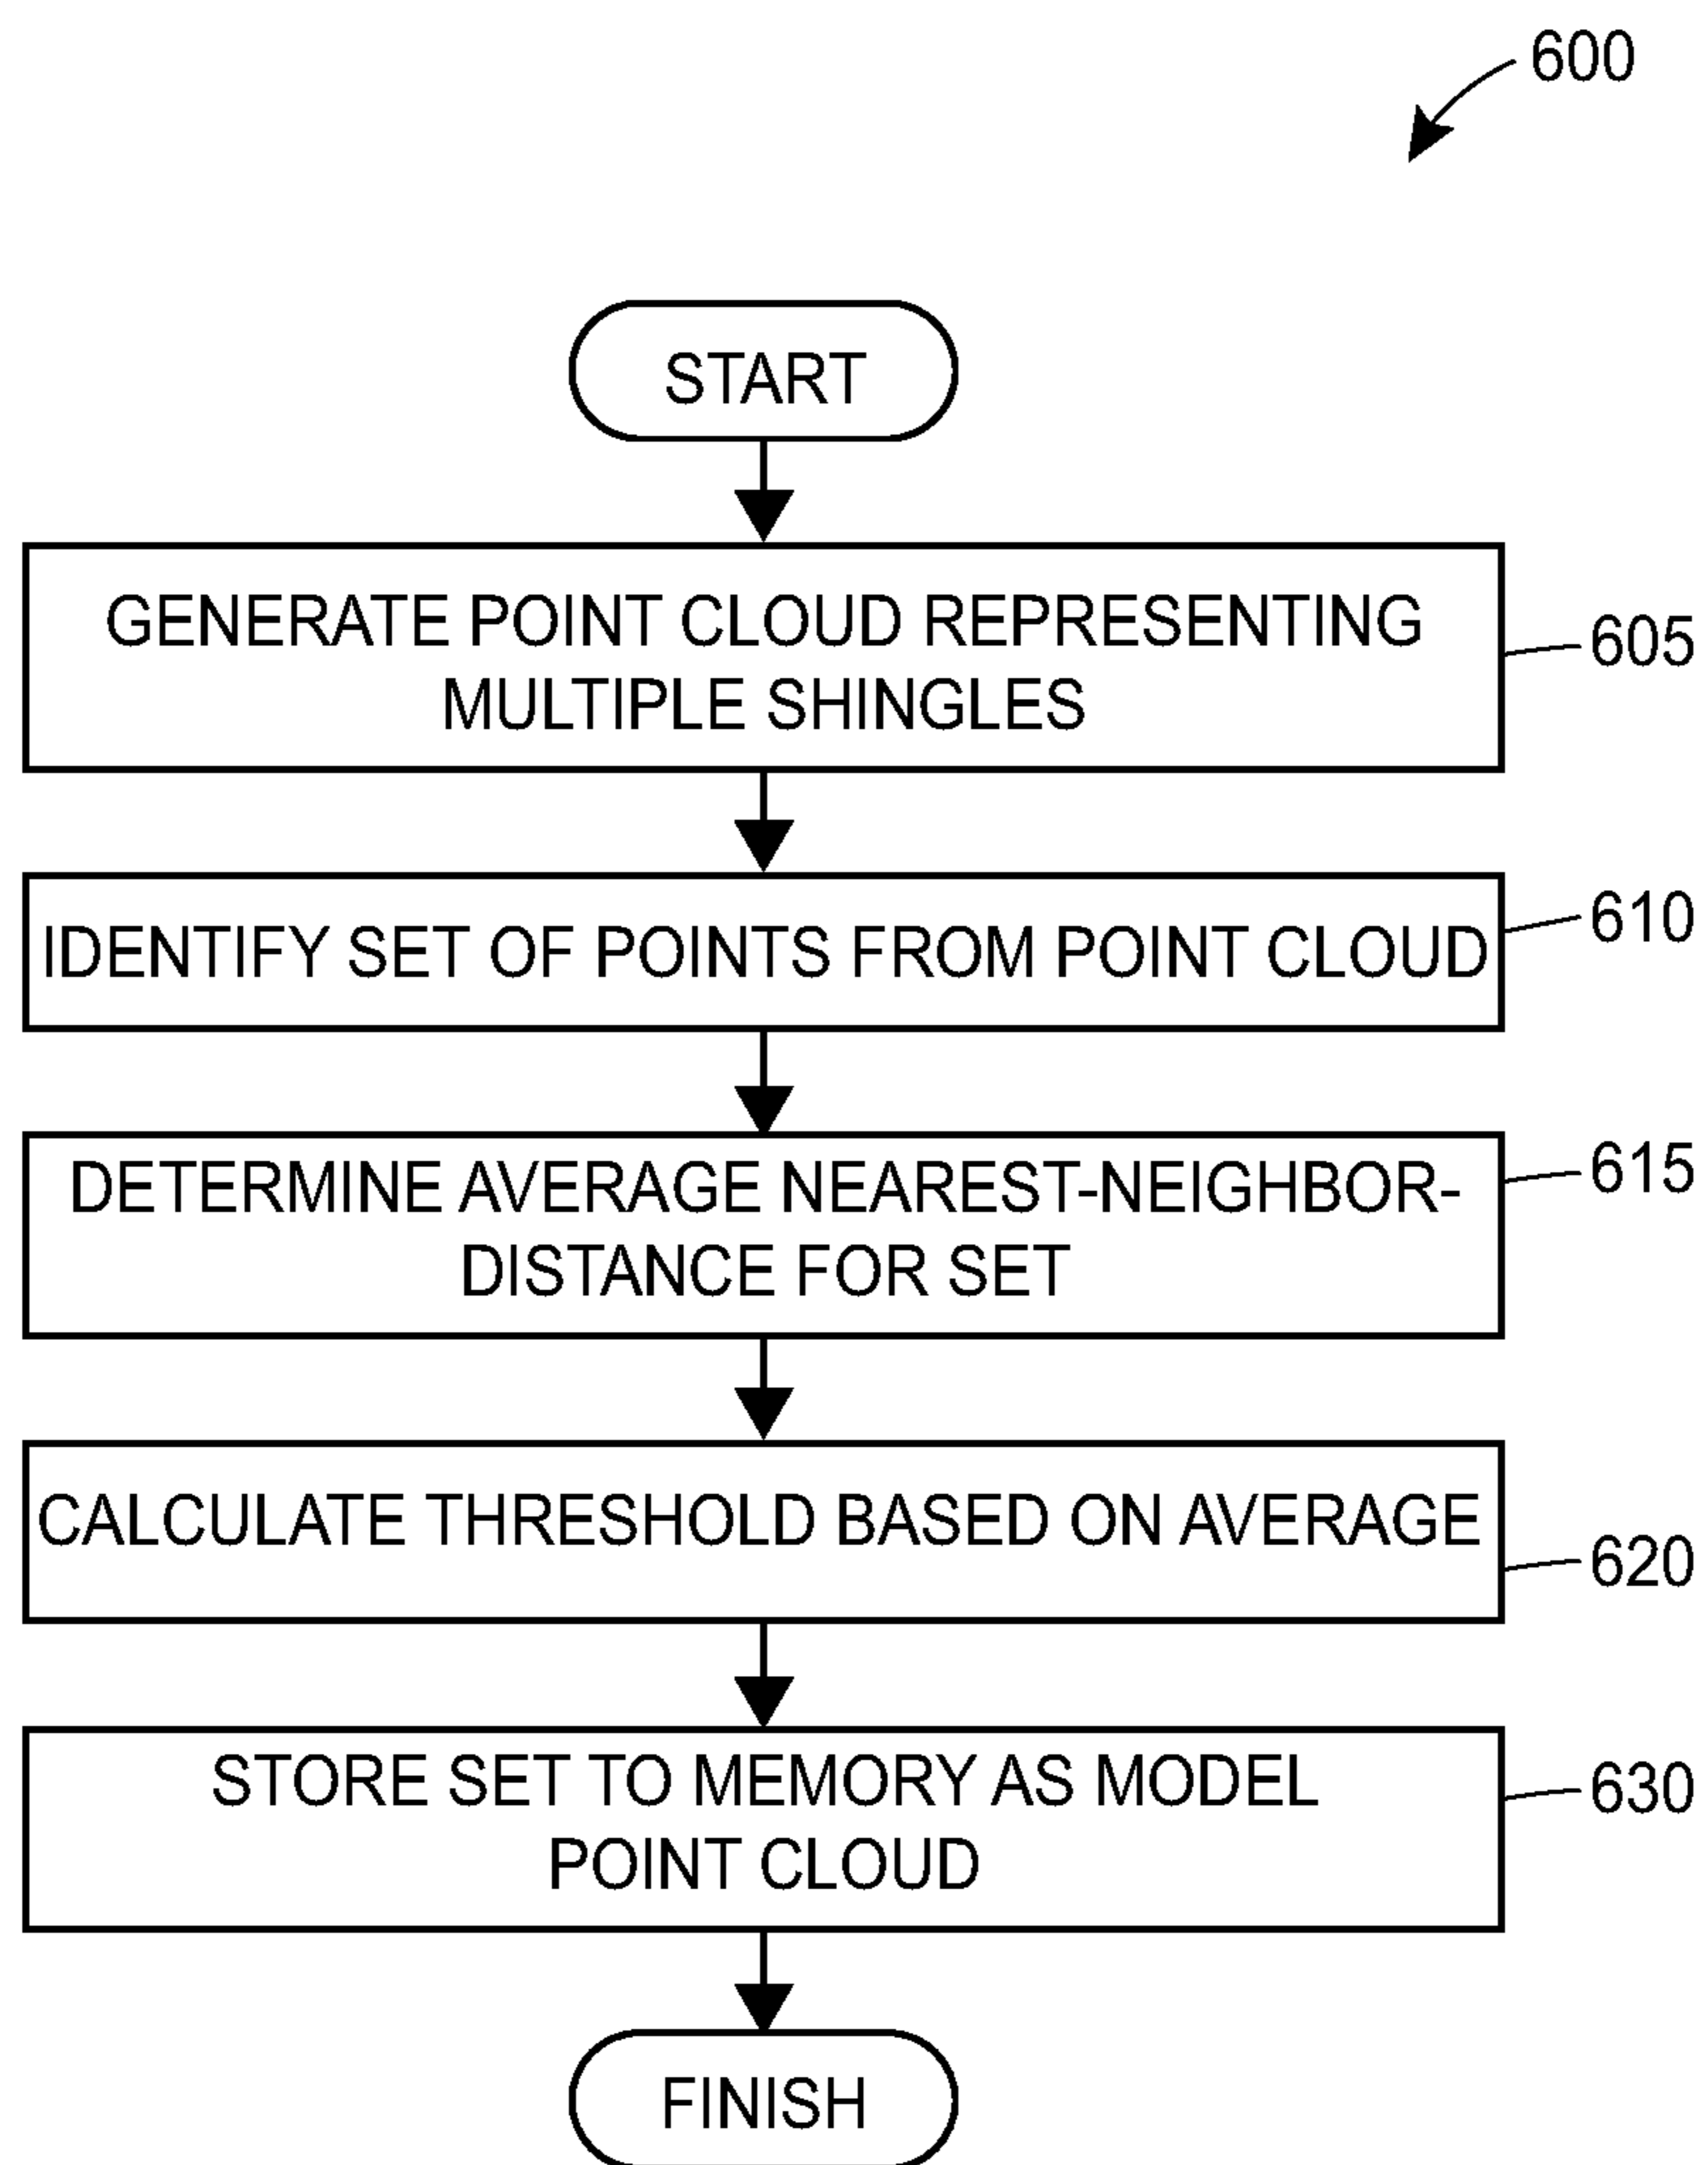 600
START
GENERATE POINT CLOUD REPRESENTING
MULTIPLE SHINGLES
605
IDENTIFY SET OF POINTS FROM POINT CLOUD
610
DETERMINE AVERAGE NEAREST-NEIGHBOR-
DISTANCE FOR SET
615
CALCULATE THRESHOLD BASED ON AVERAGE
620
STORE SET TO MEMORY AS MODEL
POINT CLOUD
630
FINISH